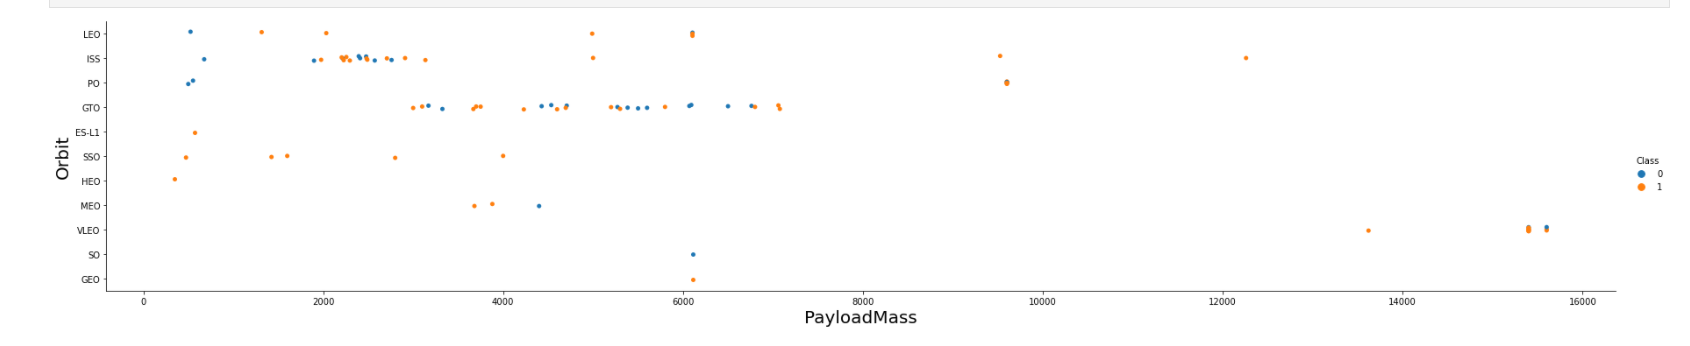 LEO
ISS
PO
GTO
ES-L1
SSO
HEO
MEO
VLEO
SO
GEO
Orbit
0 2000 4000 6000 8000 10000 12000 14000 16000
PayloadMass
Class
0
1